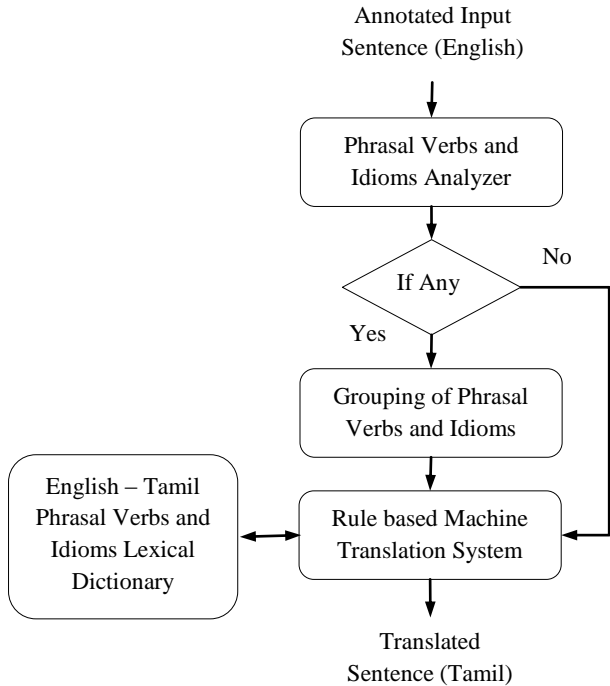 Annotated Input
Sentence (English)
Phrasal Verbs and
Idioms Analyzer
If Any
No
Yes
Grouping of Phrasal
Verbs and Idioms
English – Tamil
Phrasal Verbs and
Idioms Lexical
Dictionary
Rule based Machine
Translation System
Translated
Sentence (Tamil)